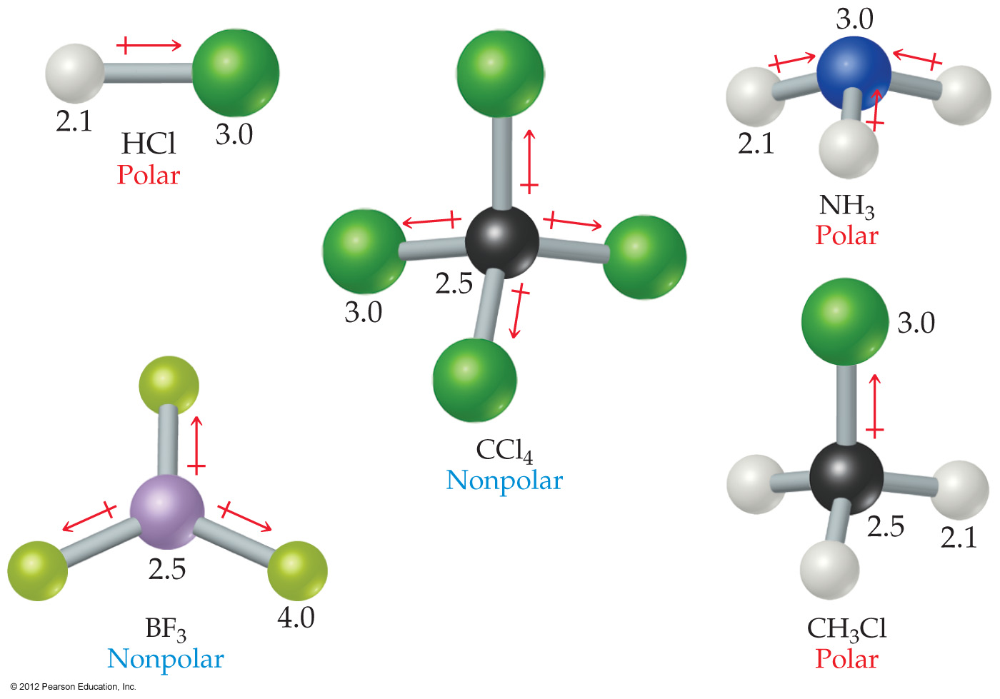 2.1
3.0
HCl
Polar
3.0
2.5
CCl₄
Nonpolar
3.0
2.1
NH₃
Polar
2.5
4.0
BF₃
Nonpolar
3.0
2.5
2.1
CH₃Cl
Polar
© 2012 Pearson Education, Inc.